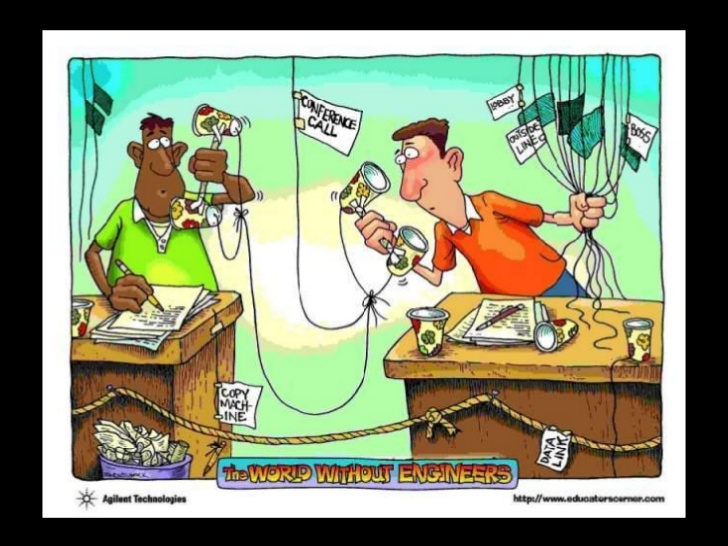 CONFERENCE
CALL
LOBBY
OUTSIDE
LINES
BOSS
COPY
MACH-
INE
DATA
LINK
The WORLD WITHOUT ENGINEERS
Agilent Technologies
http://www.educatorscorner.com